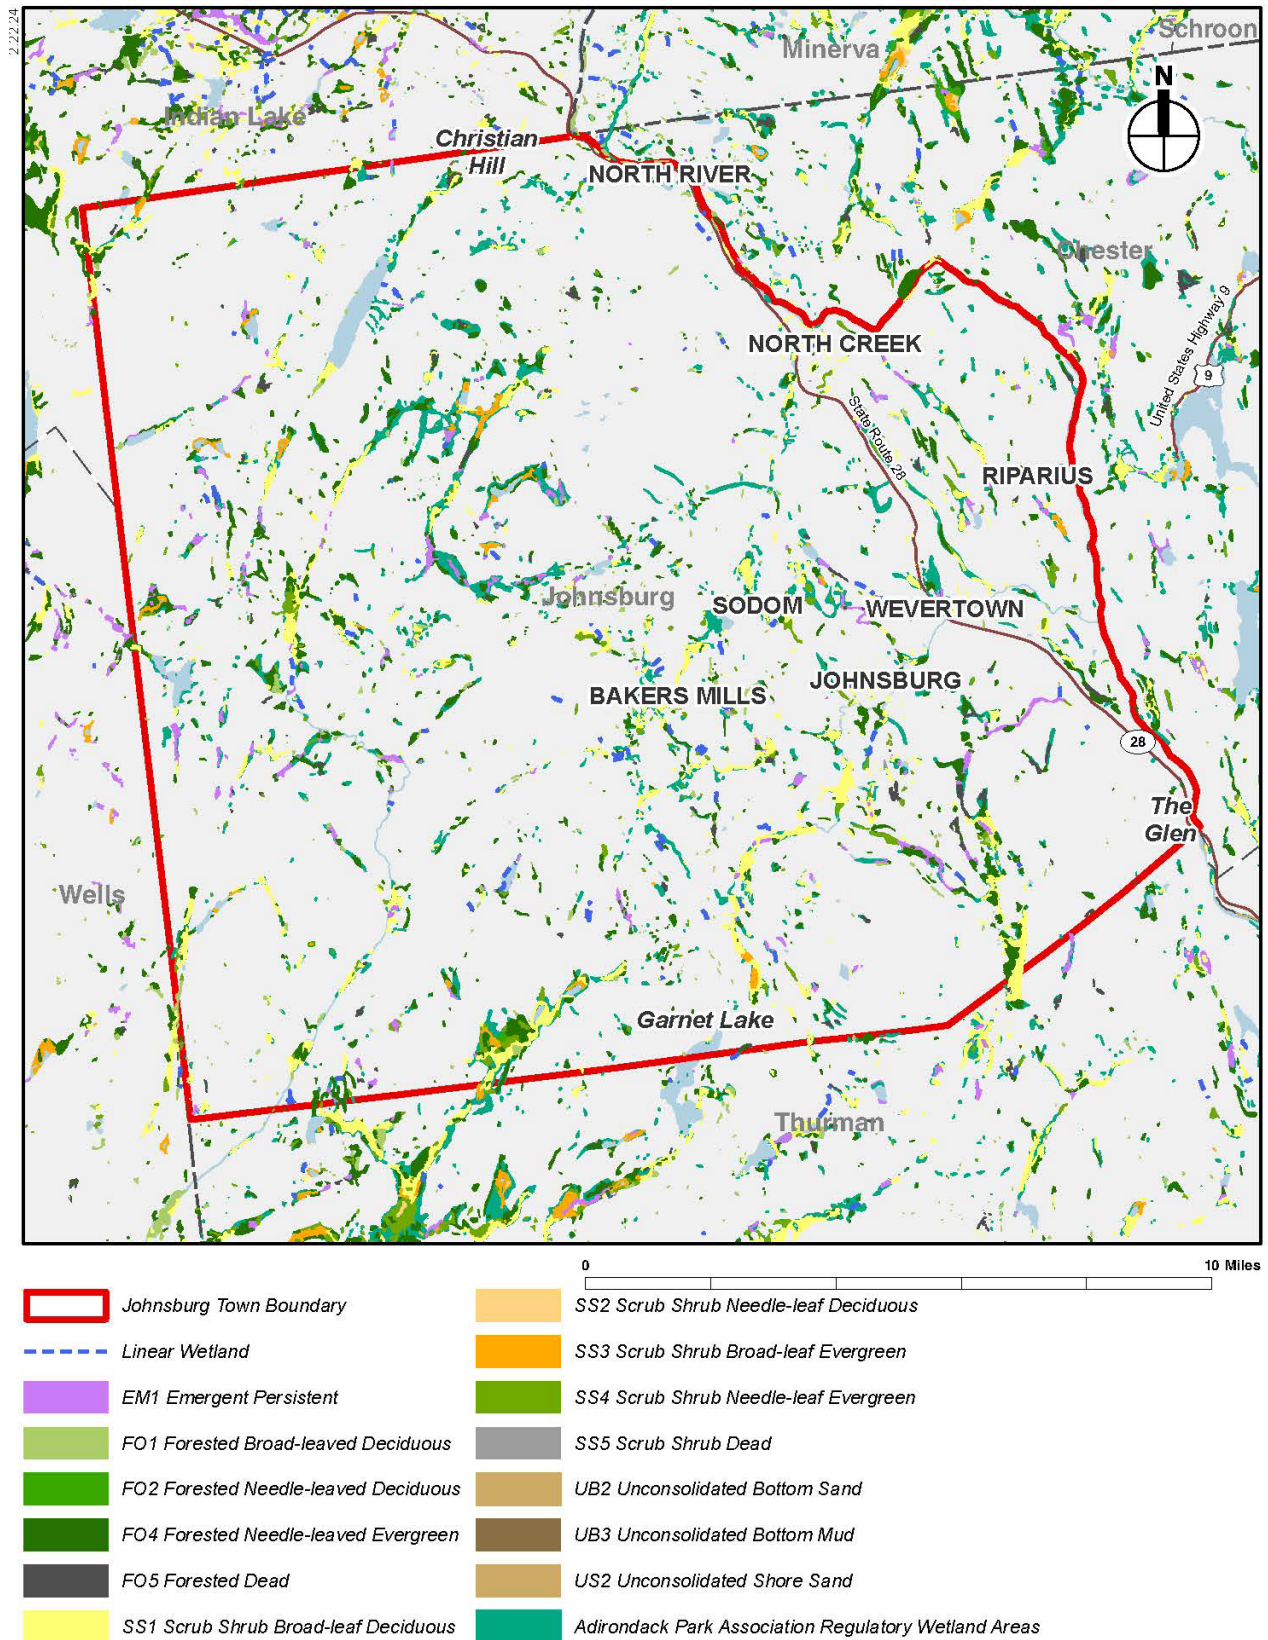 2.22.24
Schroon
Minerva
N
Indian Lake
Christian
Hill
NORTH RIVER
Chester
United States Highway 9
9
NORTH CREEK
State Route 28
RIPARIUS
Johnsburg
SODOM
WEVERTOWN
JOHNSBURG
BAKERS MILLS
28
The
Glen
Wells
Garnet Lake
Thurman
0 10 Miles
Johnsburg Town Boundary
Linear Wetland
EM1 Emergent Persistent
FO1 Forested Broad-leaved Deciduous
FO2 Forested Needle-leaved Deciduous
FO4 Forested Needle-leaved Evergreen
FO5 Forested Dead
SS1 Scrub Shrub Broad-leaf Deciduous
SS2 Scrub Shrub Needle-leaf Deciduous
SS3 Scrub Shrub Broad-leaf Evergreen
SS4 Scrub Shrub Needle-leaf Evergreen
SS5 Scrub Shrub Dead
UB2 Unconsolidated Bottom Sand
UB3 Unconsolidated Bottom Mud
US2 Unconsolidated Shore Sand
Adirondack Park Association Regulatory Wetland Areas